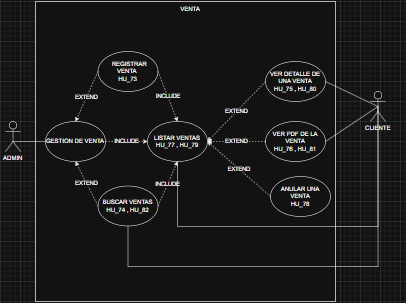 VENTA
REGISTRAR
VENTA
HU_73
VER DETALLE DE
UNA VENTA
HU_75 , HU_80
EXTEND
INCLUDE
EXTEND
CLIENTE
GESTION DE VENTA
INCLUDE
LISTAR VENTAS
HU_77 , HU_79
EXTEND
VER PDF DE LA
VENTA
HU_76 , HU_81
ADMIN
EXTEND
INCLUDE
EXTEND
BUSCAR VENTAS
HU_74 , HU_82
ANULAR UNA
VENTA
HU_78